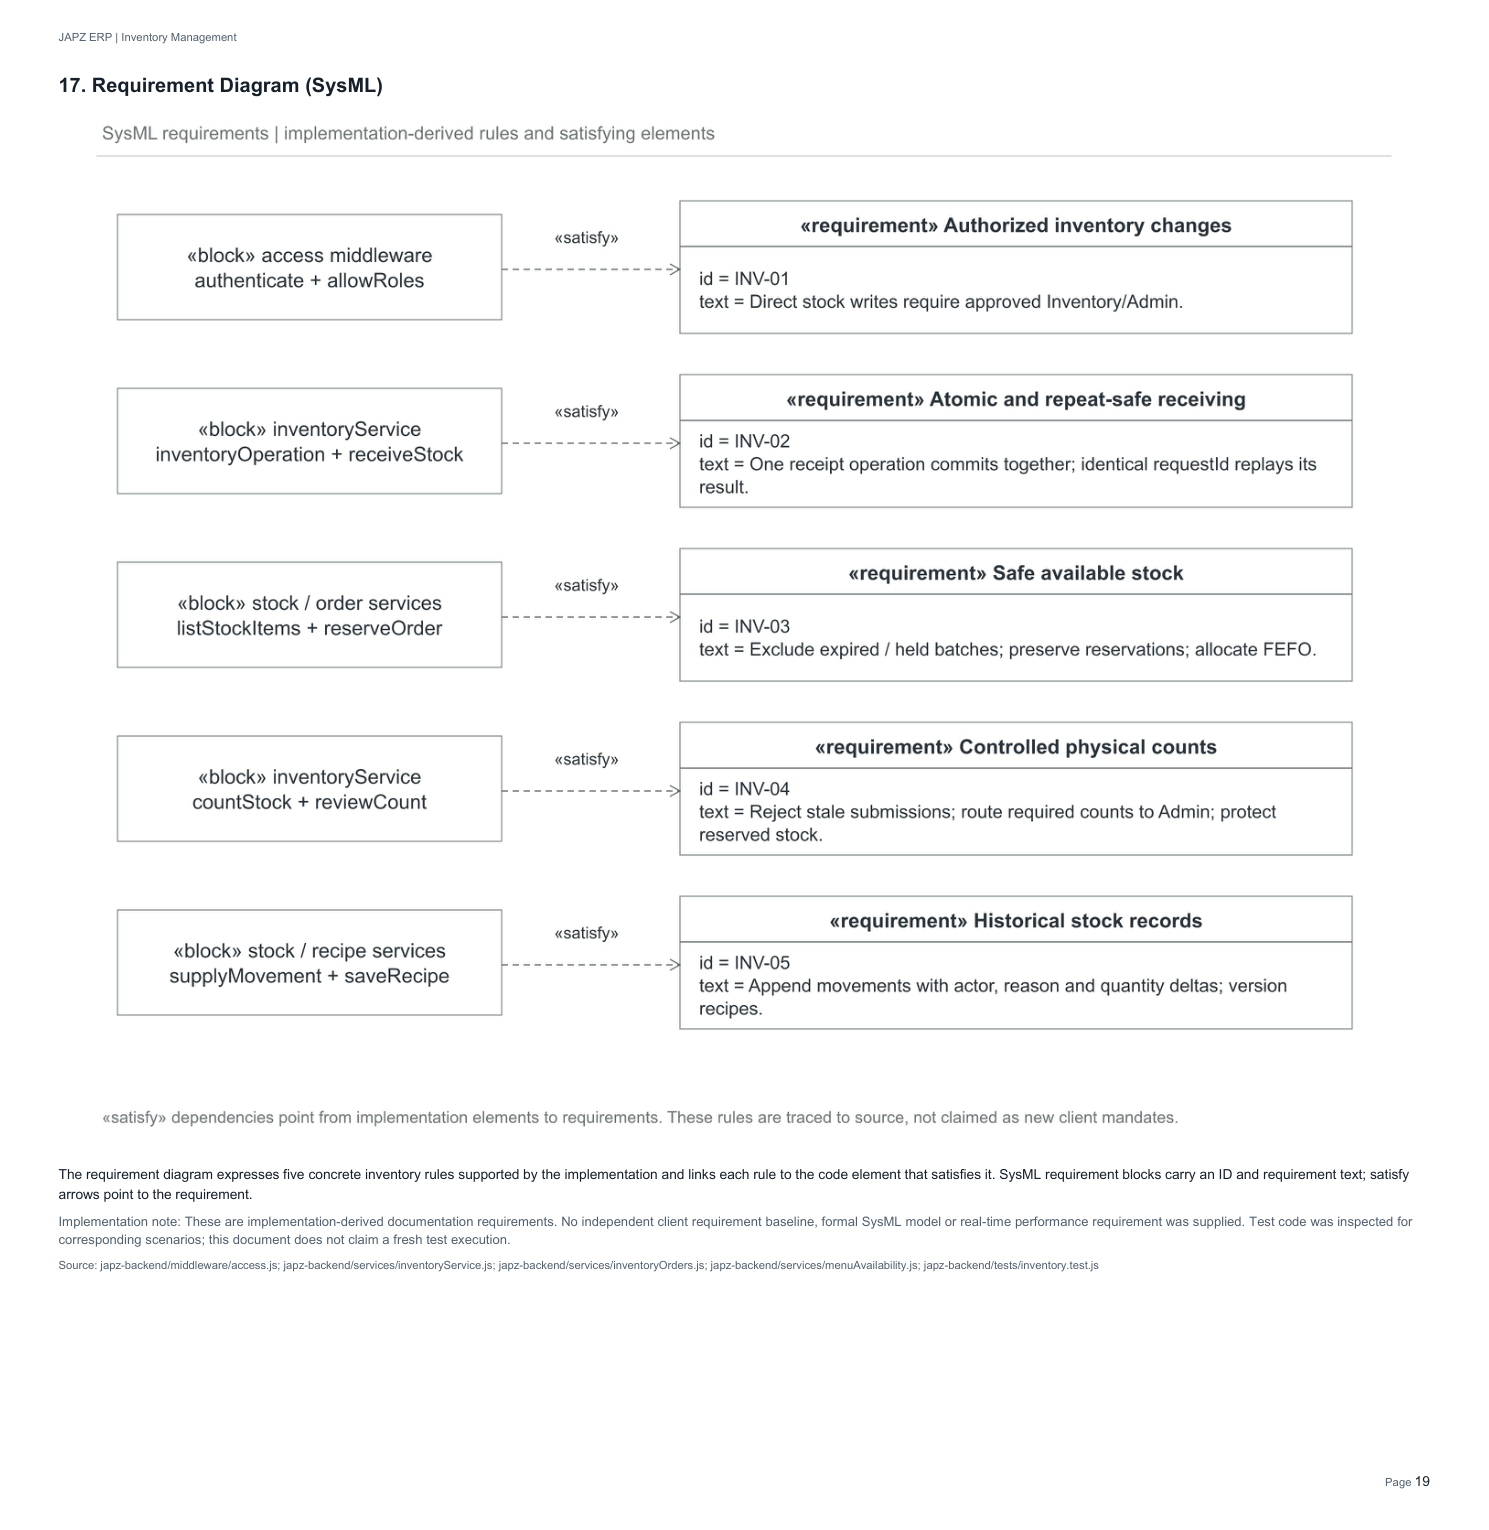 JAPZ ERP | Inventory Management
17. Requirement Diagram (SysML)
SysML requirements | implementation-derived rules and satisfying elements
«block» access middleware
authenticate + allowRoles
«satisfy»
«requirement» Authorized inventory changes
id = INV-01
text = Direct stock writes require approved Inventory/Admin.
«block» inventoryService
inventoryOperation + receiveStock
«satisfy»
«requirement» Atomic and repeat-safe receiving
id = INV-02
text = One receipt operation commits together; identical requestId replays its
result.
«block» stock / order services
listStockItems + reserveOrder
«satisfy»
«requirement» Safe available stock
id = INV-03
text = Exclude expired / held batches; preserve reservations; allocate FEFO.
«block» inventoryService
countStock + reviewCount
«satisfy»
«requirement» Controlled physical counts
id = INV-04
text = Reject stale submissions; route required counts to Admin; protect
reserved stock.
«block» stock / recipe services
supplyMovement + saveRecipe
«satisfy»
«requirement» Historical stock records
id = INV-05
text = Append movements with actor, reason and quantity deltas; version
recipes.
«satisfy» dependencies point from implementation elements to requirements. These rules are traced to source, not claimed as new client mandates.
The requirement diagram expresses five concrete inventory rules supported by the implementation and links each rule to the code element that satisfies it. SysML requirement blocks carry an ID and requirement text; satisfy
arrows point to the requirement.
Implementation note: These are implementation-derived documentation requirements. No independent client requirement baseline, formal SysML model or real-time performance requirement was supplied. Test code was inspected for
corresponding scenarios; this document does not claim a fresh test execution.
Source: japz-backend/middleware/access.js; japz-backend/services/inventoryService.js; japz-backend/services/inventoryOrders.js; japz-backend/services/menuAvailability.js; japz-backend/tests/inventory.test.js
Page 19